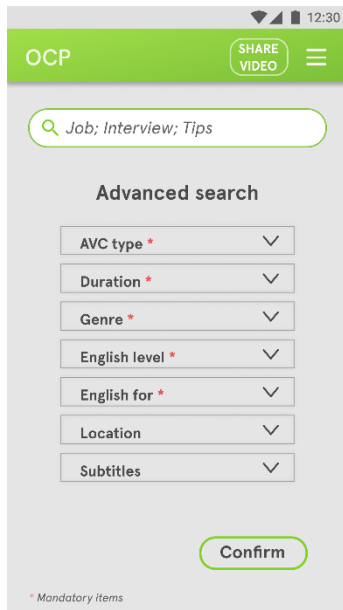 12:30
OCP
SHARE
VIDEO
Job; Interview; Tips
Advanced search
AVC type *
Duration *
Genre *
English level *
English for *
Location
Subtitles
Confirm
* Mandatory items